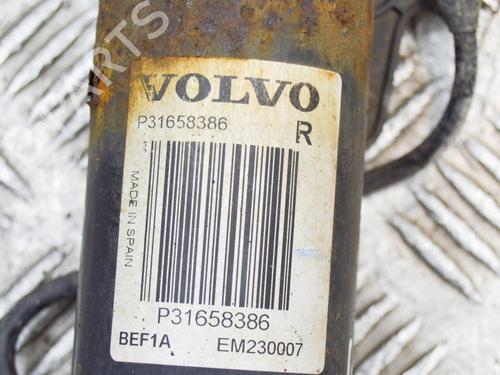 VOLVO
P31658386
R
MADE IN SPAIN
P31658386
BEF1A EM230007